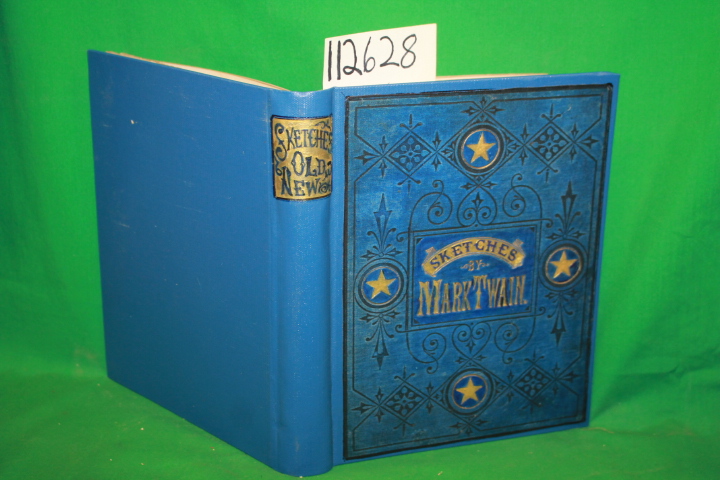 112628
SKETCHES
OLD &
NEW
SKETCHES
BY
MARK TWAIN.